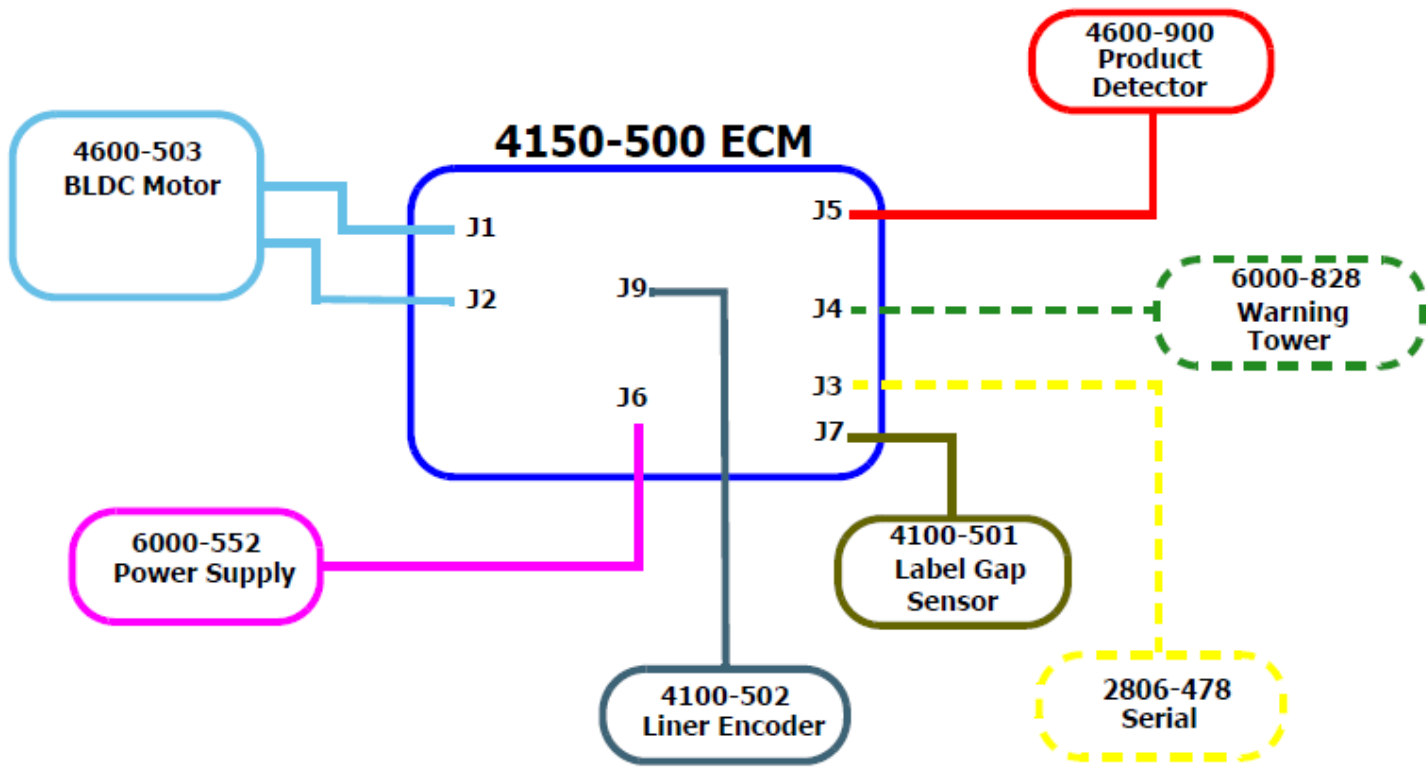 4600-900
Product
Detector
4150-500 ECM
4600-503
BLDC Motor
J1
J5
J2
J9
J4
6000-828
Warning
Tower
J6
J3
J7
6000-552
Power Supply
4100-501
Label Gap
Sensor
4100-502
Liner Encoder
2806-478
Serial